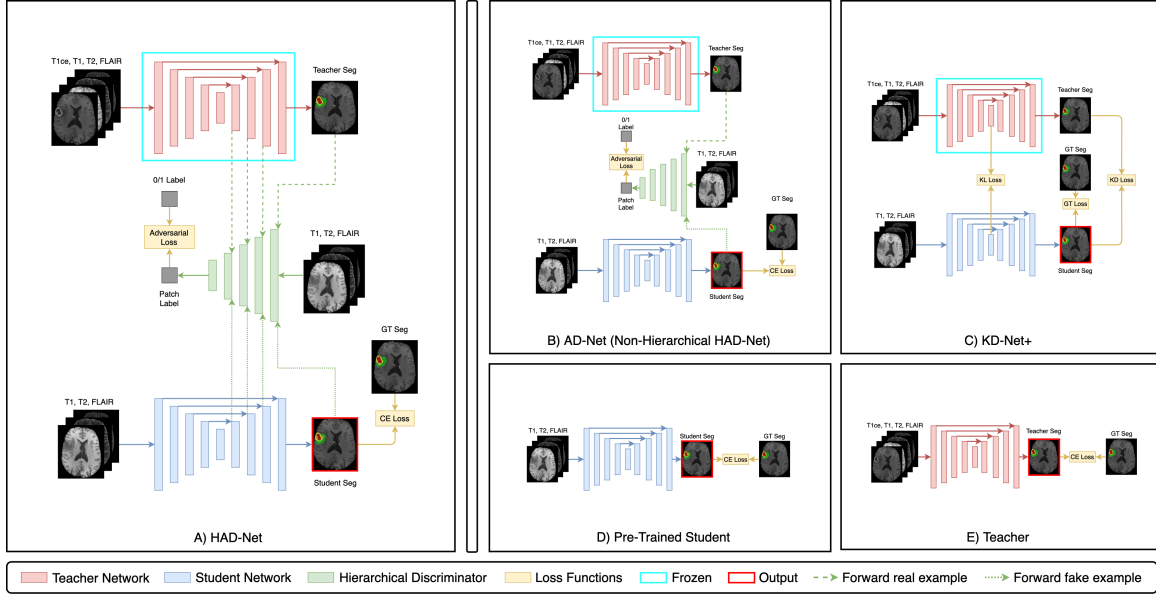 T1ce, T1, T2, FLAIR
Teacher Seg
0/1 Label
Adversarial
Loss
Patch
Label
T1, T2, FLAIR
GT Seg
CE Loss
T1, T2, FLAIR
Student Seg
A) HAD-Net
T1ce, T1, T2, FLAIR
Teacher Seg
0/1
Label
Adversarial
Loss
Patch
Label
T1, T2, FLAIR
GT Seg
T1, T2, FLAIR
CE Loss
Student Seg
B) AD-Net (Non-Hierarchical HAD-Net)
T1ce, T1, T2, FLAIR
Teacher Seg
GT Seg
KL Loss
KD Loss
GT Loss
T1, T2, FLAIR
Student Seg
C) KD-Net+
T1, T2, FLAIR
Student Seg
GT Seg
CE Loss
D) Pre-Trained Student
T1ce, T1, T2, FLAIR
Teacher Seg
GT Seg
CE Loss
E) Teacher
Teacher Network
Student Network
Hierarchical Discriminator
Loss Functions
Frozen
Output
Forward real example
Forward fake example